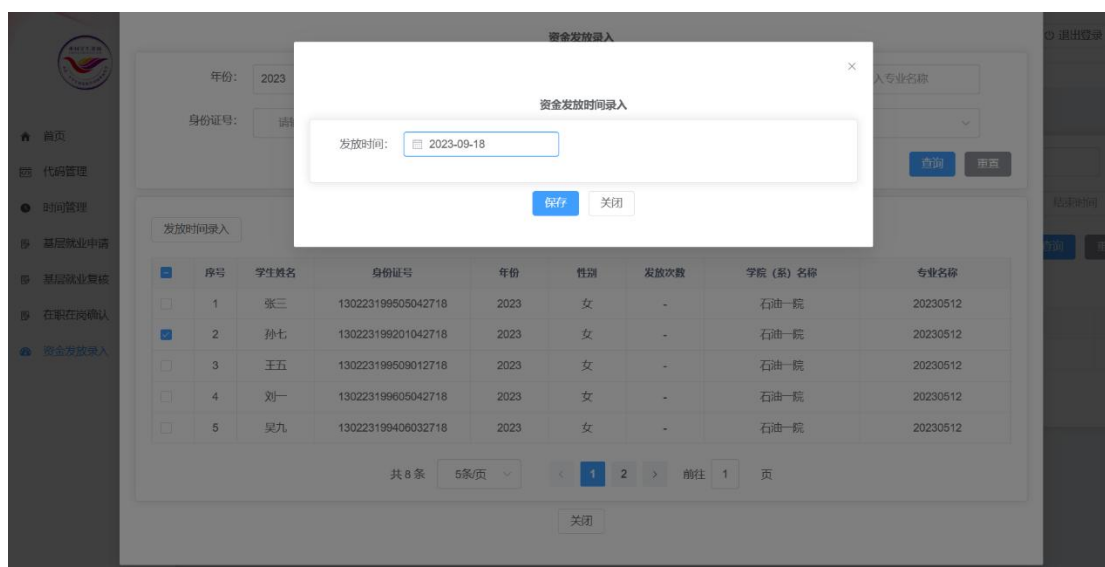 资金发放录入
退出登录
年份: 2023
入专业名称
资金发放时间录入
身份证号:
发放时间: 2023-09-18
首页
查询 重置
代码管理
保存 关闭
时间管理
结束时间
发放时间录入
基层就业申请
查询
序号 学生姓名 身份证号 年份 性别 发放次数 学院（系）名称 专业名称
基层就业复核
1 张三 130223199505042718 2023 女 - 石油一院 20230512
在职在岗确认
2 孙七 130223199201042718 2023 女 - 石油一院 20230512
资金发放录入
3 王五 130223199509012718 2023 女 - 石油一院 20230512
4 刘一 130223199605042718 2023 女 - 石油一院 20230512
5 吴九 130223199406032718 2023 女 - 石油一院 20230512
共 8 条 5条/页 < 1 2 > 前往 1 页
关闭